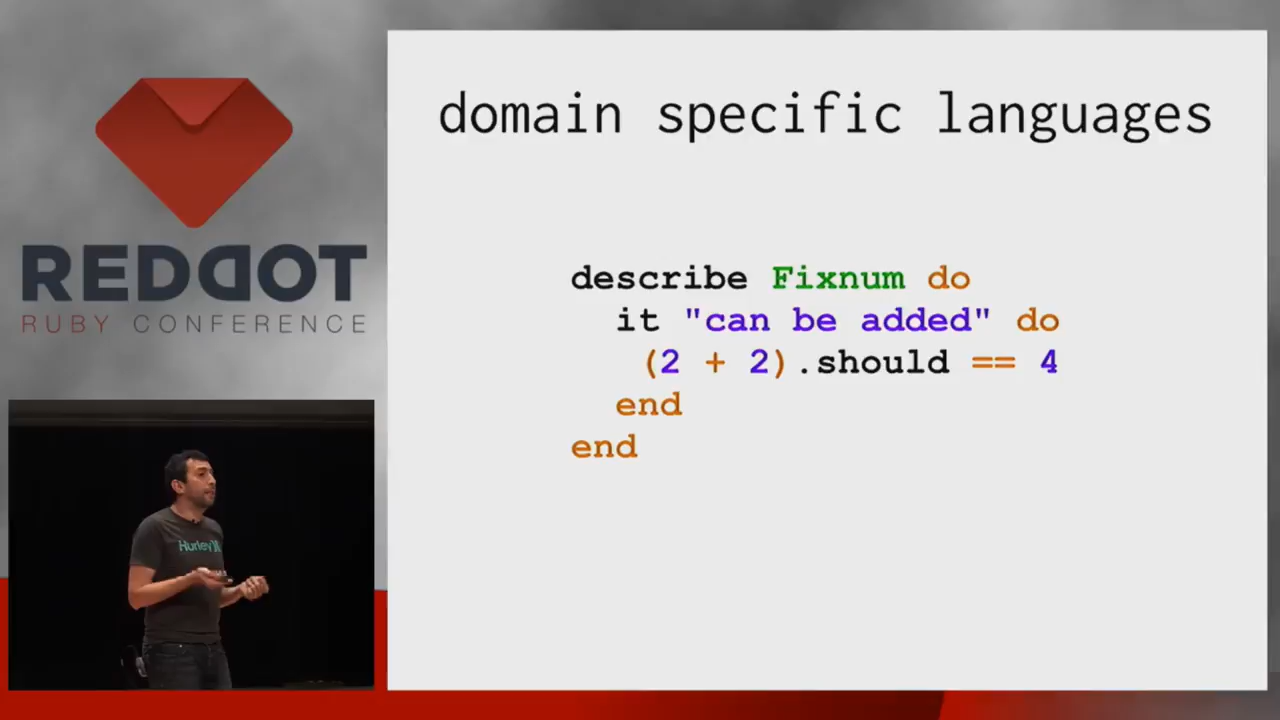 REDDOT
RUBY CONFERENCE
Hurley
domain specific languages
describe Fixnum do
it "can be added" do
(2 + 2).should == 4
end
end